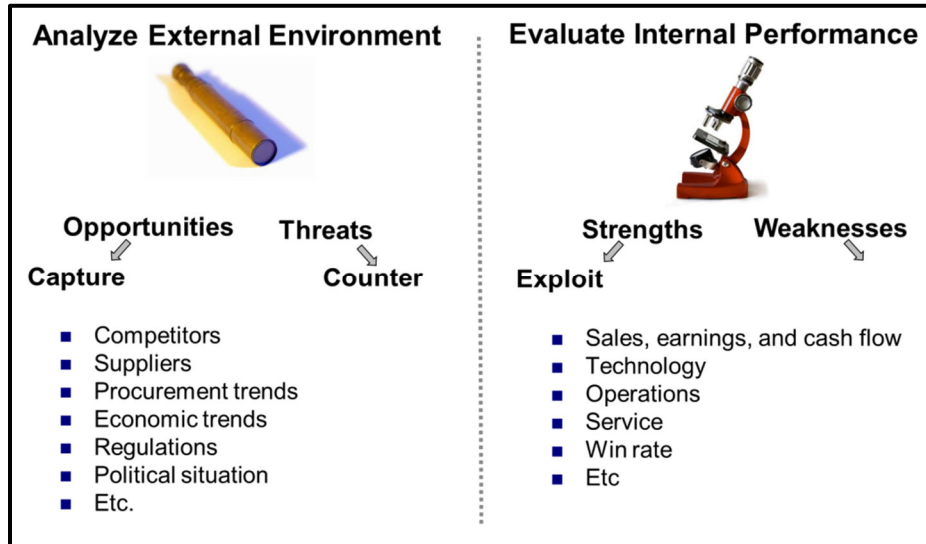 Analyze External Environment
Opportunities
Threats
Capture
Counter
Competitors
Suppliers
Procurement trends
Economic trends
Regulations
Political situation
Etc.
Evaluate Internal Performance
Strengths
Weaknesses
Exploit
Sales, earnings, and cash flow
Technology
Operations
Service
Win rate
Etc